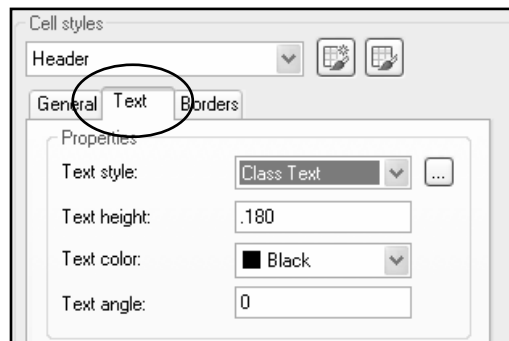 Cell styles
Header
General Text Borders
Properties
Text style: Class Text ...
Text height: .180
Text color: Black
Text angle: 0